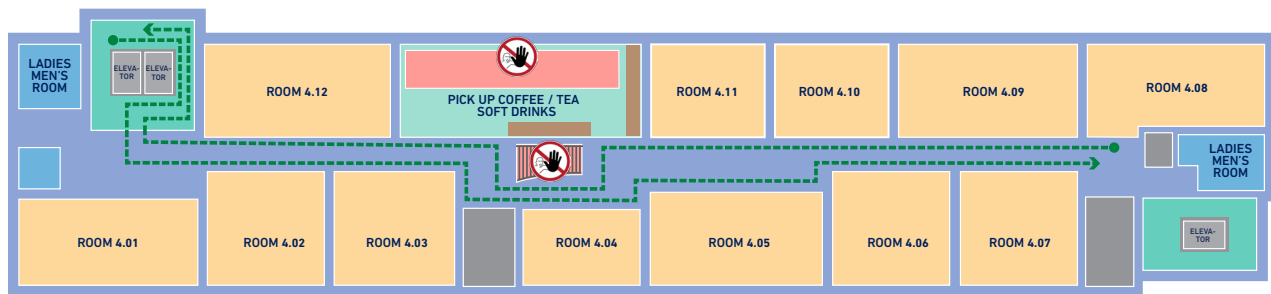 LADIES
MEN'S
ROOM
ELEVA-
TOR
ELEVA-
TOR
ROOM 4.12
PICK UP COFFEE / TEA
SOFT DRINKS
ROOM 4.11
ROOM 4.10
ROOM 4.09
ROOM 4.08
LADIES
MEN'S
ROOM
ROOM 4.01
ROOM 4.02
ROOM 4.03
ROOM 4.04
ROOM 4.05
ROOM 4.06
ROOM 4.07
ELEVA-
TOR